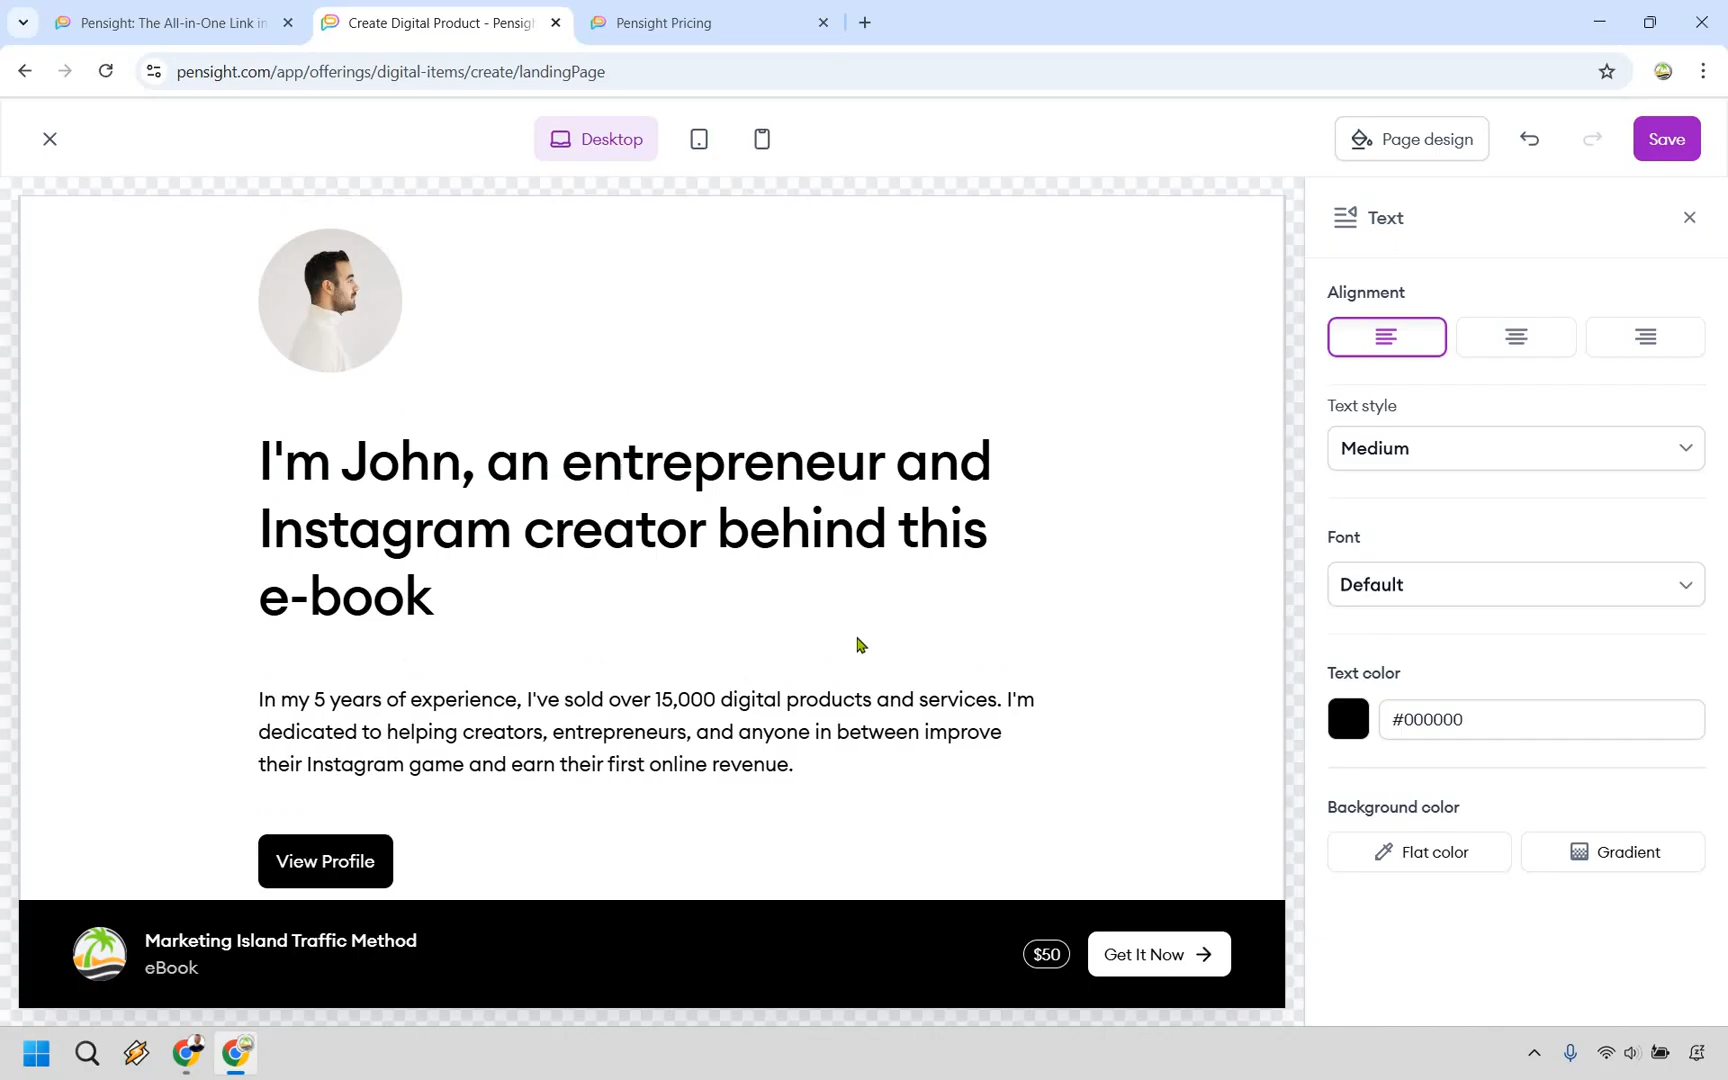 Pensight: The All-in-One Link in
Create Digital Product - Pensig
Pensight Pricing
pensight.com/app/offerings/digital-items/create/landingPage
Desktop
Page design
Save
I'm John, an entrepreneur and
Instagram creator behind this
e-book
In my 5 years of experience, I've sold over 15,000 digital products and services. I'm
dedicated to helping creators, entrepreneurs, and anyone in between improve
their Instagram game and earn their first online revenue.
View Profile
Marketing Island Traffic Method
eBook
$50
Get It Now
Text
Alignment
Text style
Medium
Font
Default
Text color
#000000
Background color
Flat color
Gradient